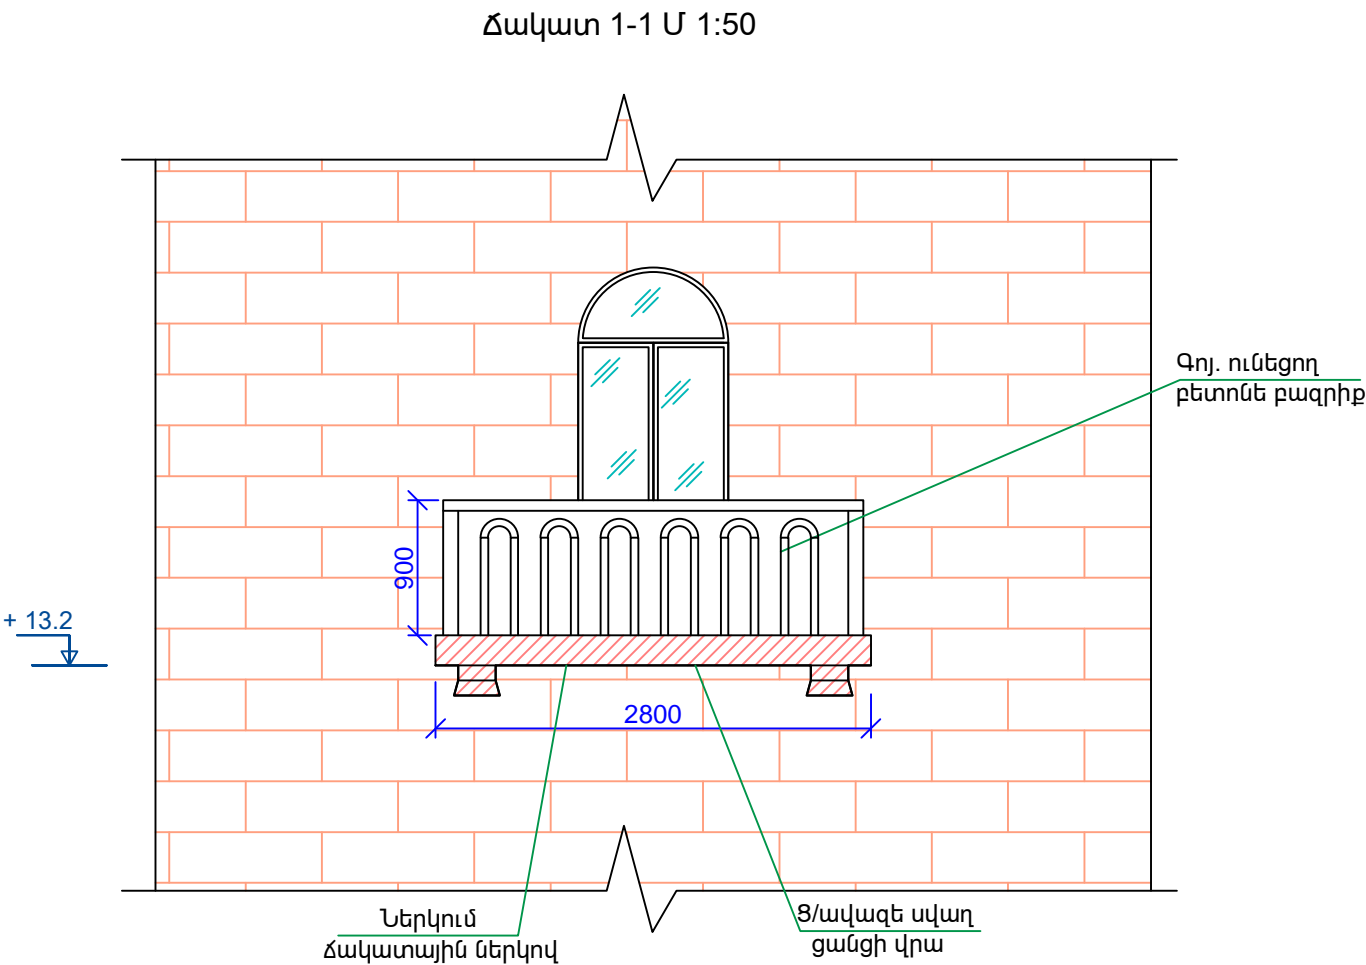 Ճակատ 1-1 Մ 1:50
Գոյ. ունեցող
բետոնե բազրիք
900
+ 13.2
2800
Ներկում
ճակատային ներկով
Ց/ավազե սվաղ
ցանցի վրա